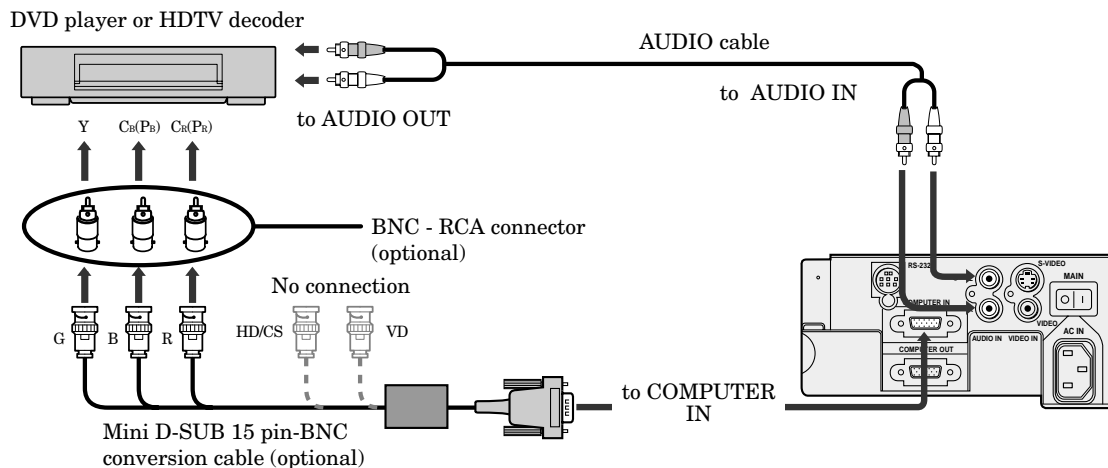 DVD player or HDTV decoder
AUDIO cable
to AUDIO IN
to AUDIO OUT
Y CB(PB) CR(PR)
BNC - RCA connector
(optional)
No connection
G B R HD/CS VD
Mini D-SUB 15 pin-BNC
conversion cable (optional)
to COMPUTER
IN
RS-232
S-VIDEO
MAIN
COMPUTER IN
VIDEO
AC IN
AUDIO IN VIDEO IN
COMPUTER OUT